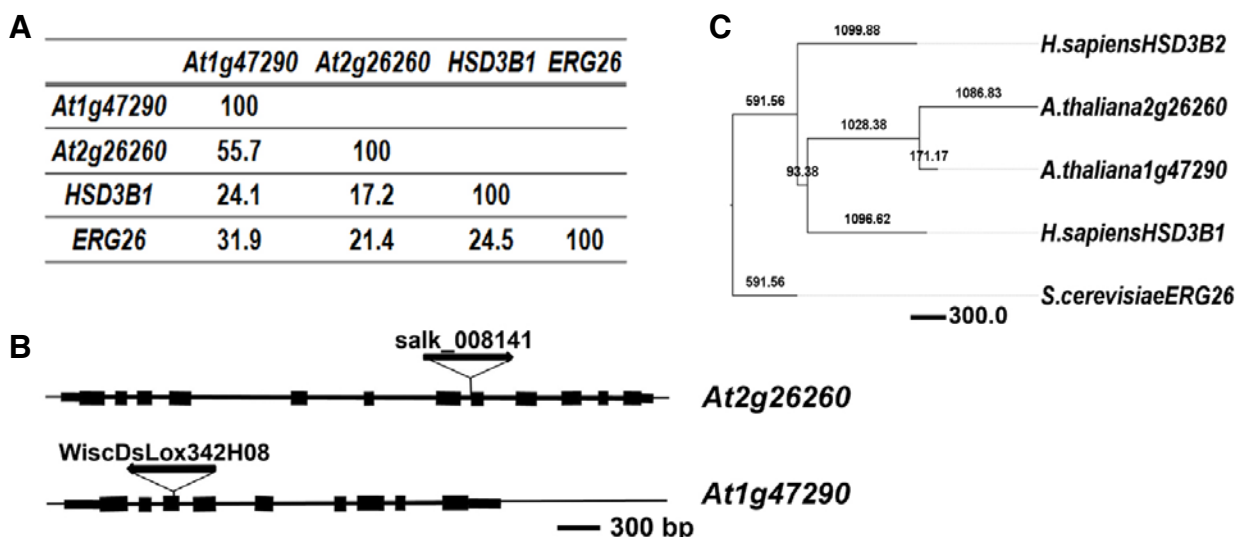 A
At1g47290 At2g26260 HSD3B1 ERG26
At1g47290 100
At2g26260 55.7 100
HSD3B1 24.1 17.2 100
ERG26 31.9 21.4 24.5 100
B
salk_008141
At2g26260
WiscDsLox342H08
At1g47290
300 bp
C
1099.88
H.sapiensHSD3B2
591.56
1086.83
A.thaliana2g26260
1028.38
93.38
171.17
A.thaliana1g47290
1096.62
H.sapiensHSD3B1
591.56
S.cerevisiaeERG26
300.0